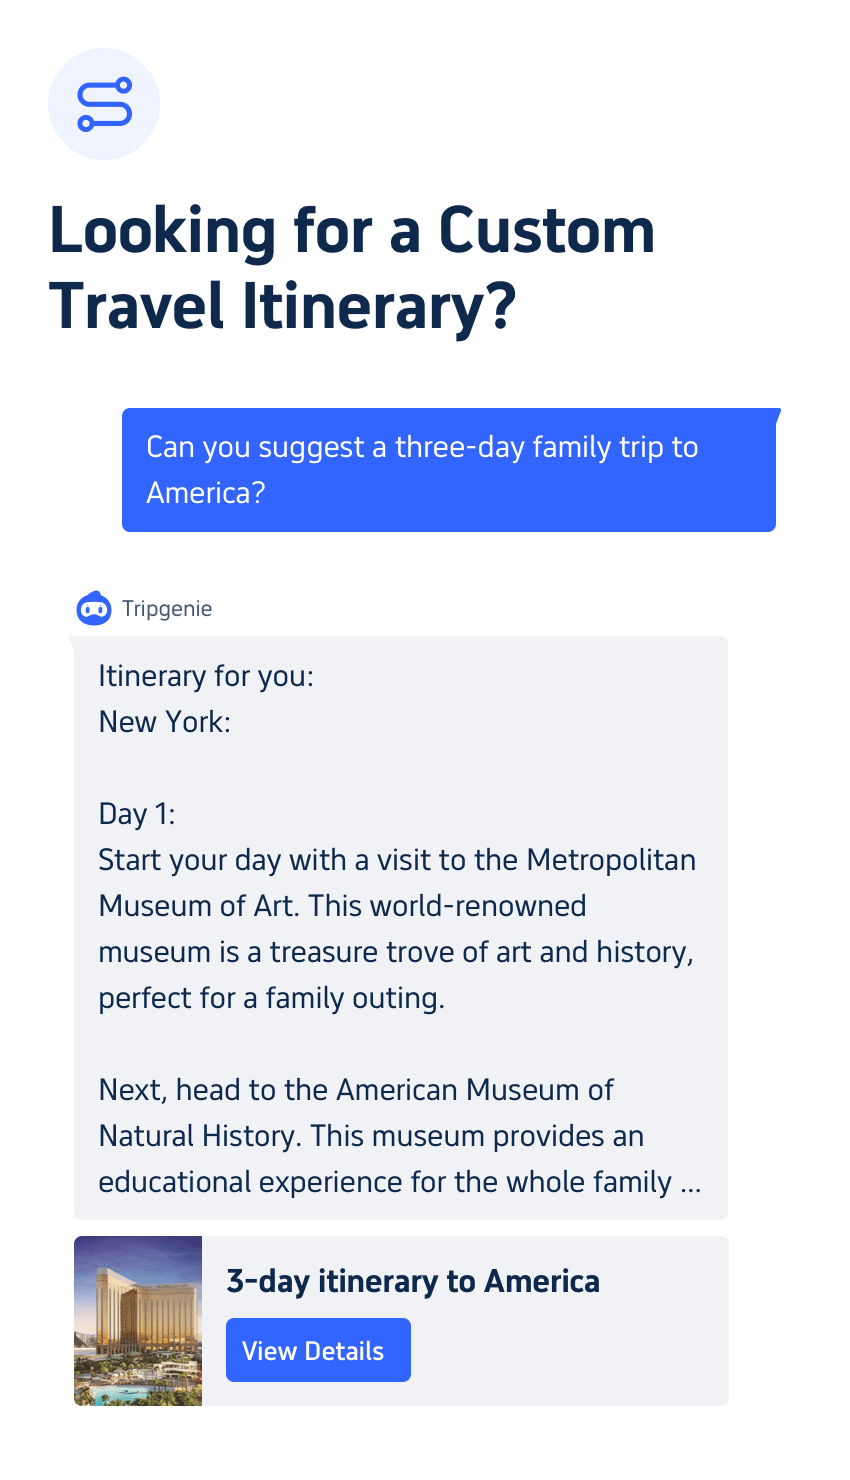 Looking for a Custom
Travel Itinerary?
Can you suggest a three-day family trip to
America?
Tripgenie
Itinerary for you:
New York:
Day 1:
Start your day with a visit to the Metropolitan
Museum of Art. This world-renowned
museum is a treasure trove of art and history,
perfect for a family outing.
Next, head to the American Museum of
Natural History. This museum provides an
educational experience for the whole family ...
3-day itinerary to America
View Details